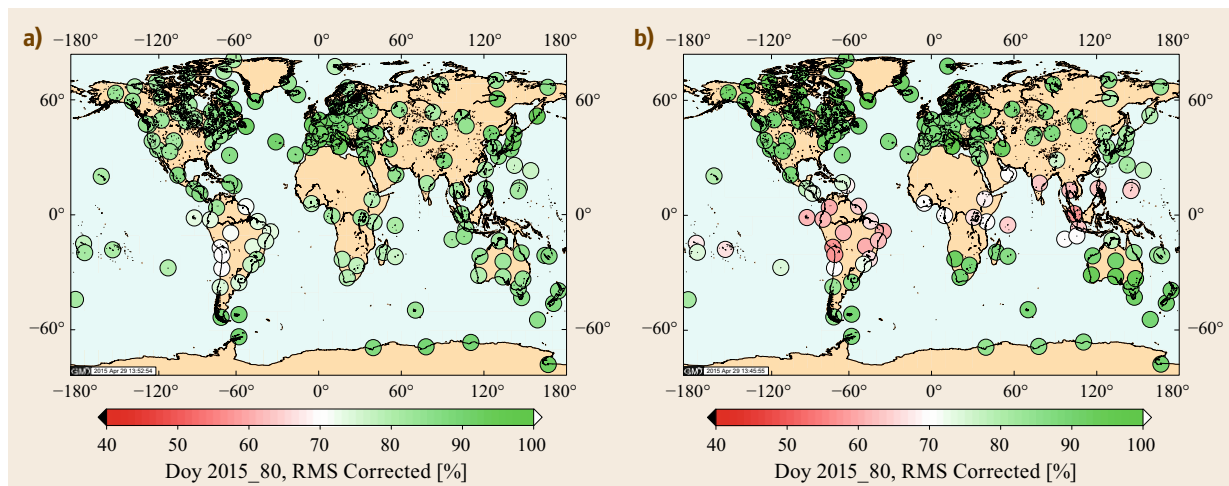 a) −180° −120° −60° 0° 60° 120° 180°
60° 60°
0° 0°
−60° −60°
GMT 2015 Apr 29 13:52:54
−180° −120° −60° 0° 60° 120° 180°
40 50 60 70 80 90 100
Doy 2015_80, RMS Corrected [%]
b) −180° −120° −60° 0° 60° 120° 180°
60° 60°
0° 0°
−60° −60°
GMT 2015 Apr 29 13:45:55
−180° −120° −60° 0° 60° 120° 180°
40 50 60 70 80 90 100
Doy 2015_80, RMS Corrected [%]